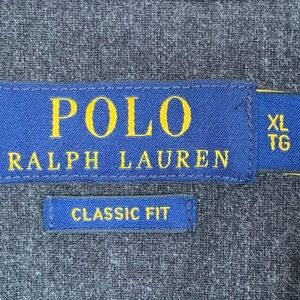 POLO
RALPH LAUREN
XL
TG
CLASSIC FIT